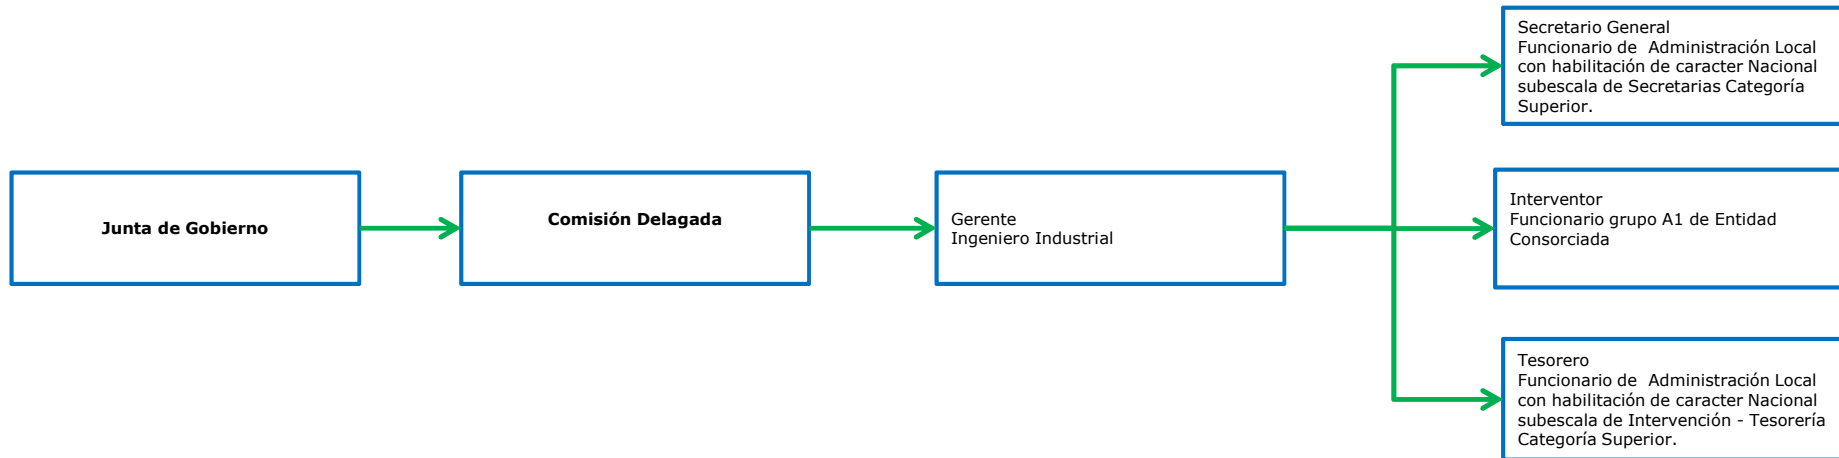 Junta de Gobierno
Comisión Delagada
Gerente
Ingeniero Industrial
Secretario General
Funcionario de  Administración Local
con habilitación de caracter Nacional
subescala de Secretarias Categoría
Superior.
Interventor
Funcionario grupo A1 de Entidad
Consorciada
Tesorero
Funcionario de  Administración Local
con habilitación de caracter Nacional
subescala de Intervención - Tesorería
Categoría Superior.